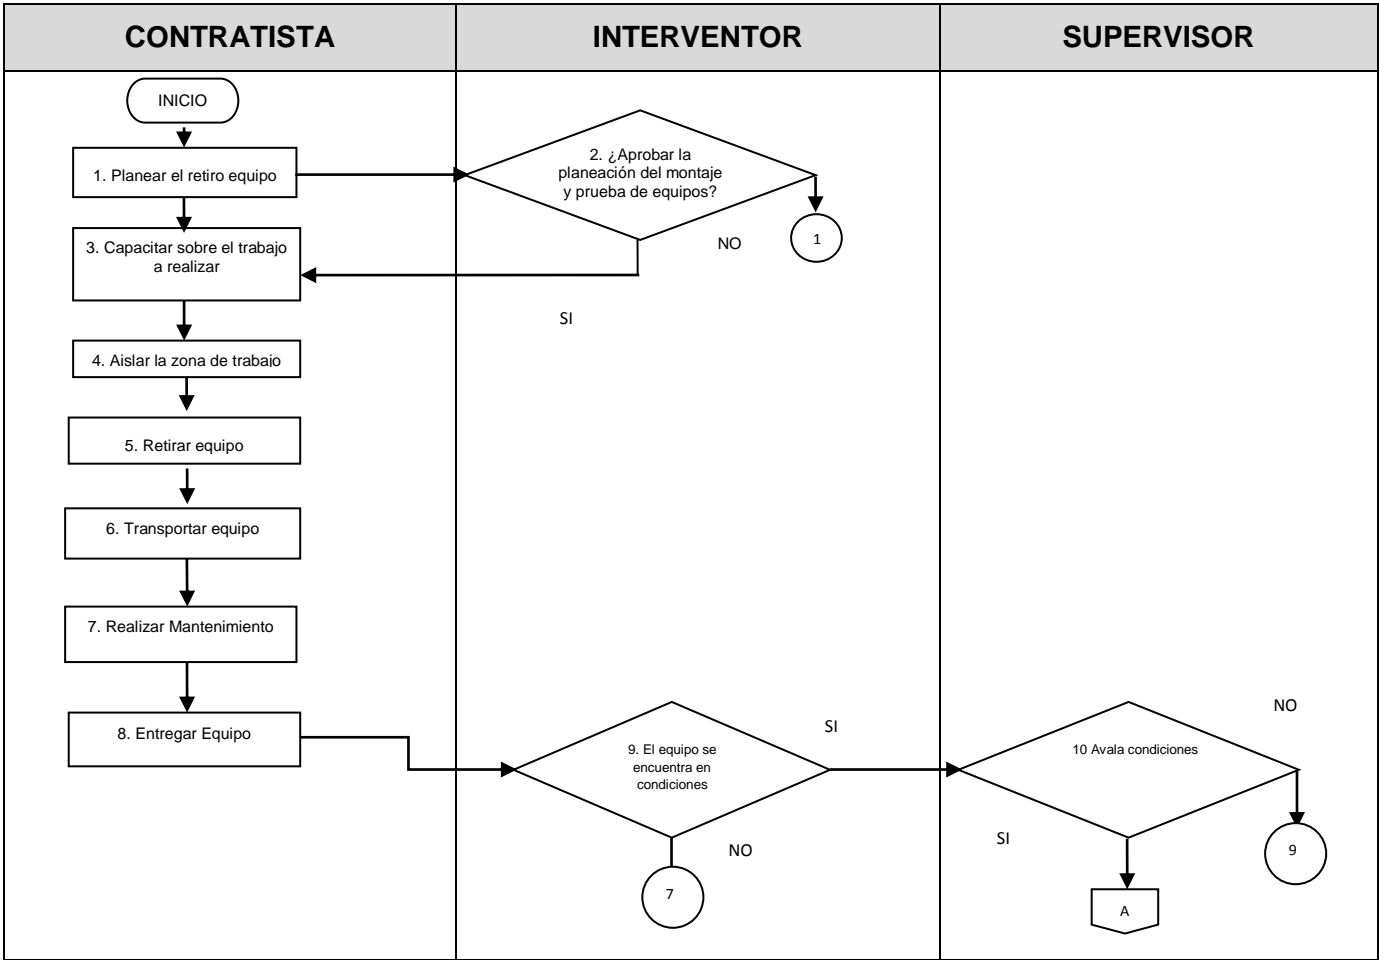 CONTRATISTA
INTERVENTOR
SUPERVISOR
INICIO
1. Planear el retiro equipo
2. ¿Aprobar la
planeación del montaje
y prueba de equipos?
1
NO
3. Capacitar sobre el trabajo
a realizar
SI
4. Aislar la zona de trabajo
5. Retirar equipo
6. Transportar equipo
7. Realizar Mantenimiento
8. Entregar Equipo
9. El equipo se
encuentra en
condiciones
SI
NO
7
10 Avala condiciones
NO
SI
9
A